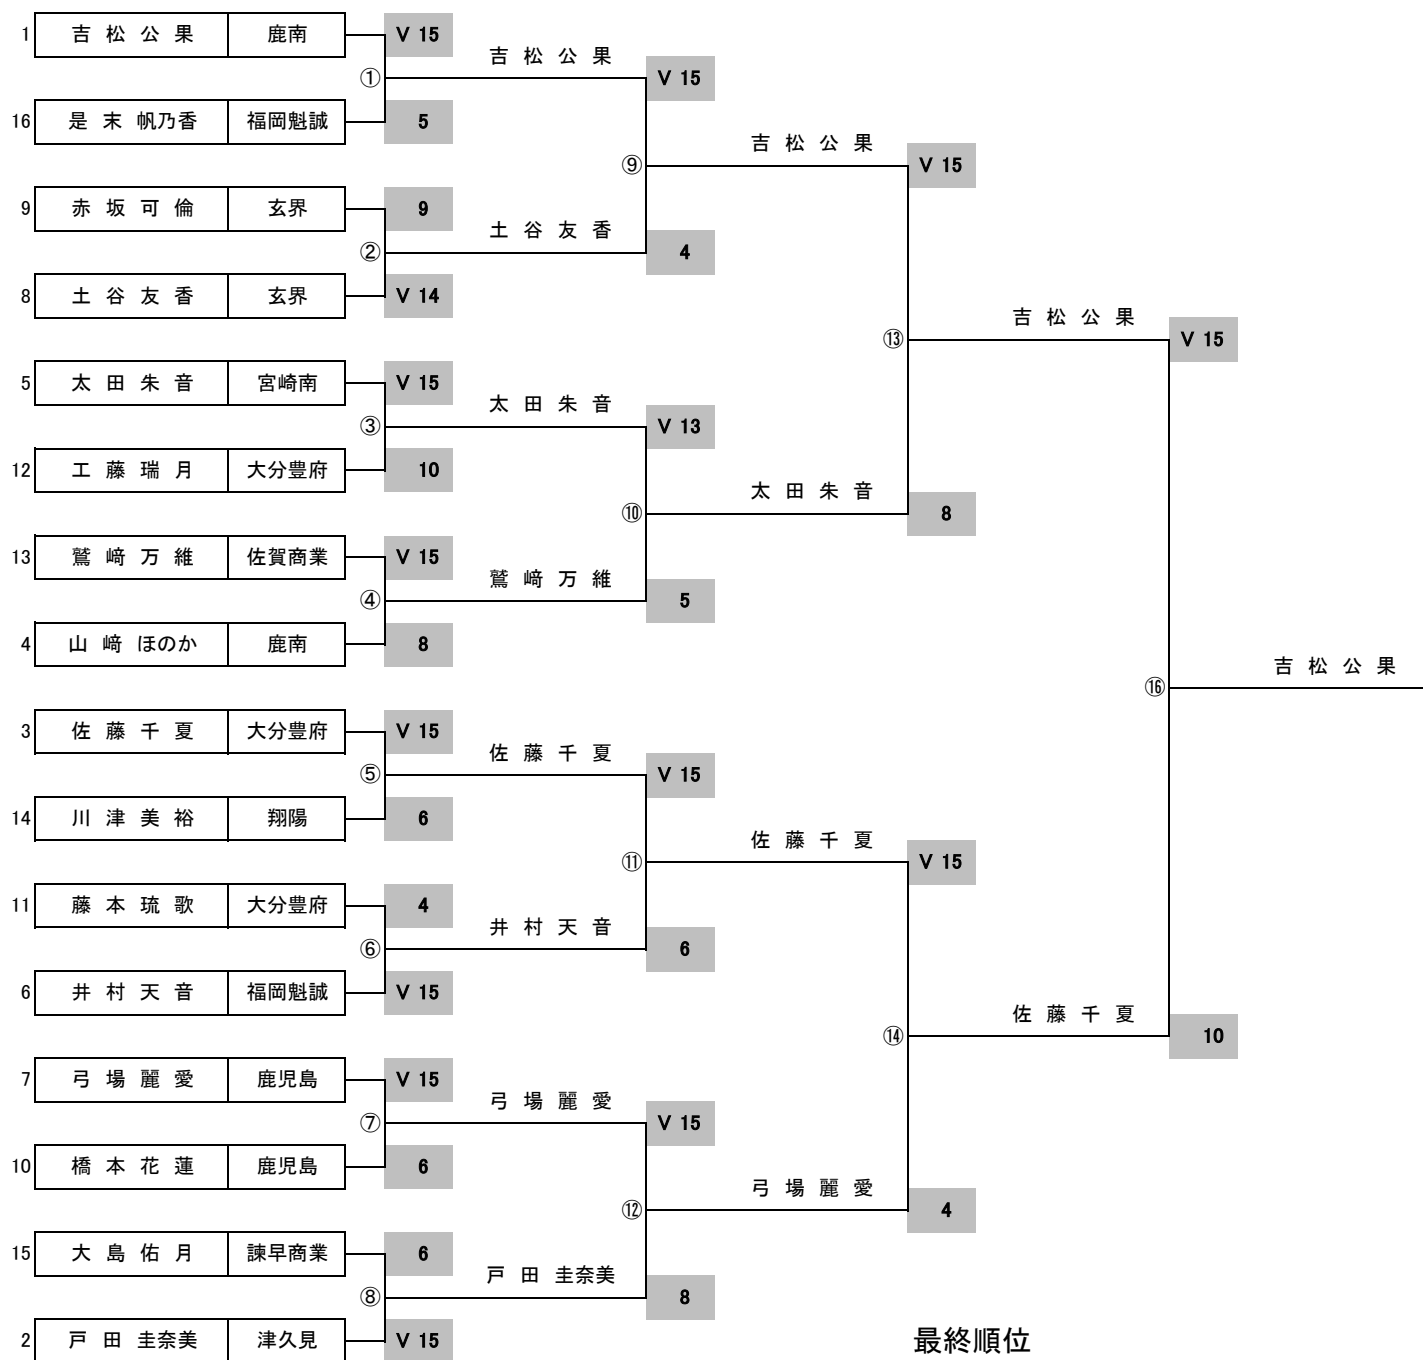 1 吉 松 公 果 鹿南 V 15
吉 松 公 果 V 15
①
16 是 末 帆乃香 福岡魁誠 5
吉 松 公 果 V 15
⑨
9 赤 坂 可 倫 玄界 9
土 谷 友 香 4
②
8 土 谷 友 香 玄界 V 14
吉 松 公 果 V 15
⑬
5 太 田 朱 音 宮崎南 V 15
太 田 朱 音 V 13
③
12 工 藤 瑞 月 大分豊府 10
太 田 朱 音 8
⑩
13 鷲 﨑 万 維 佐賀商業 V 15
鷲 﨑 万 維 5
④
4 山 﨑 ほのか 鹿南 8
吉 松 公 果
⑯
3 佐 藤 千 夏 大分豊府 V 15
佐 藤 千 夏 V 15
⑤
14 川 津 美 裕 翔陽 6
佐 藤 千 夏 V 15
⑪
11 藤 本 琉 歌 大分豊府 4
井 村 天 音 6
⑥
6 井 村 天 音 福岡魁誠 V 15
佐 藤 千 夏 10
⑭
7 弓 場 麗 愛 鹿児島 V 15
弓 場 麗 愛 V 15
⑦
10 橋 本 花 蓮 鹿児島 6
弓 場 麗 愛 4
⑫
15 大 島 佑 月 諫早商業 6
戸 田 圭奈美 8
⑧
2 戸 田 圭奈美 津久見 V 15
最終順位